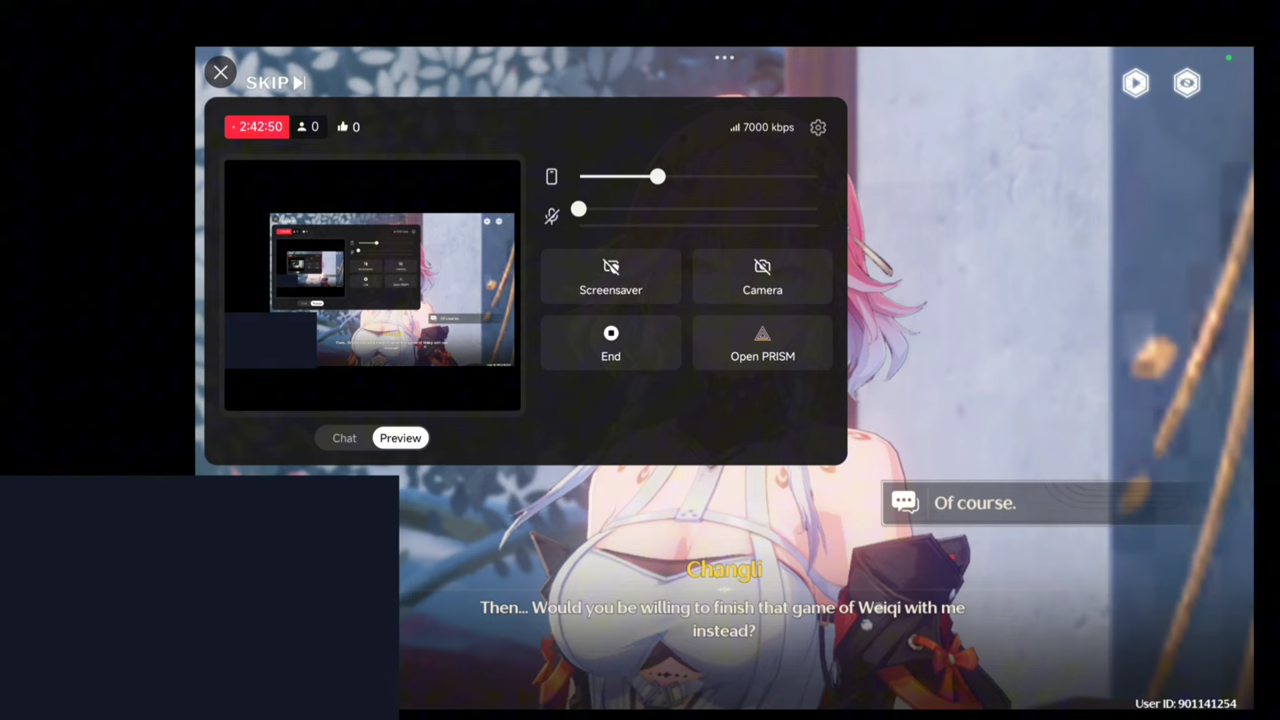 SKIP
2:42:50
0
0
7000 kbps
Screensaver
Camera
End
Open PRISM
Chat
Preview
Of course.
Changli
Then... Would you be willing to finish that game of Weiqi with me
instead?
User ID: 901141254